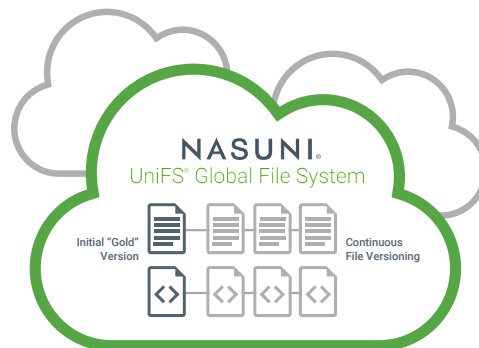 NASUNI®
UniFS® Global File System
Initial “Gold”
Version
Continuous
File Versioning